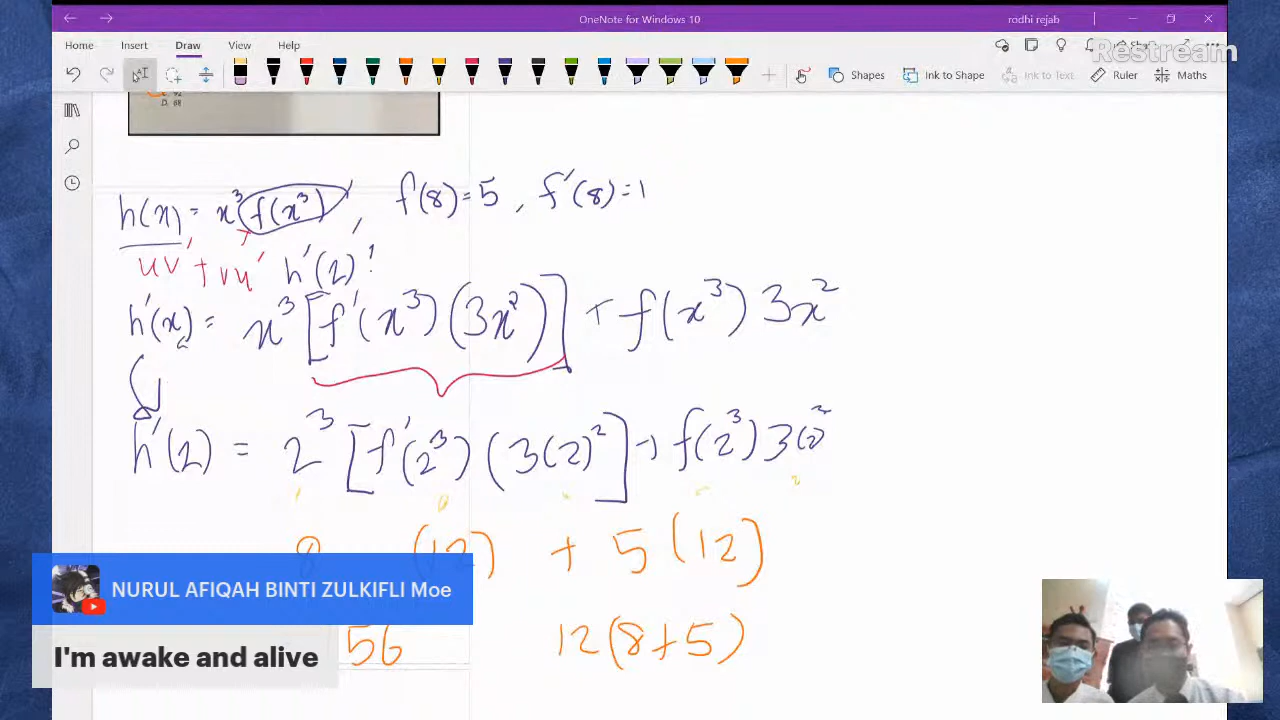 OneNote for Windows 10
rodhi rejab
Restream
Home Insert Draw View Help
Shapes Ink to Shape Ink to Text Ruler Maths
D. 68
h(x) = x³ f(x³), f(8)=5, f'(8)=1
uv' + vu' h'(2)?
h'(x) = x³[f'(x³)(3x²)] + f(x³) 3x²
h'(2) = 2³[f'(2³)(3(2)²] + f(2³) 3(2)²
8 (12) + 5(12)
NURUL AFIQAH BINTI ZULKIFLI Moe
56 12(8+5)
I'm awake and alive